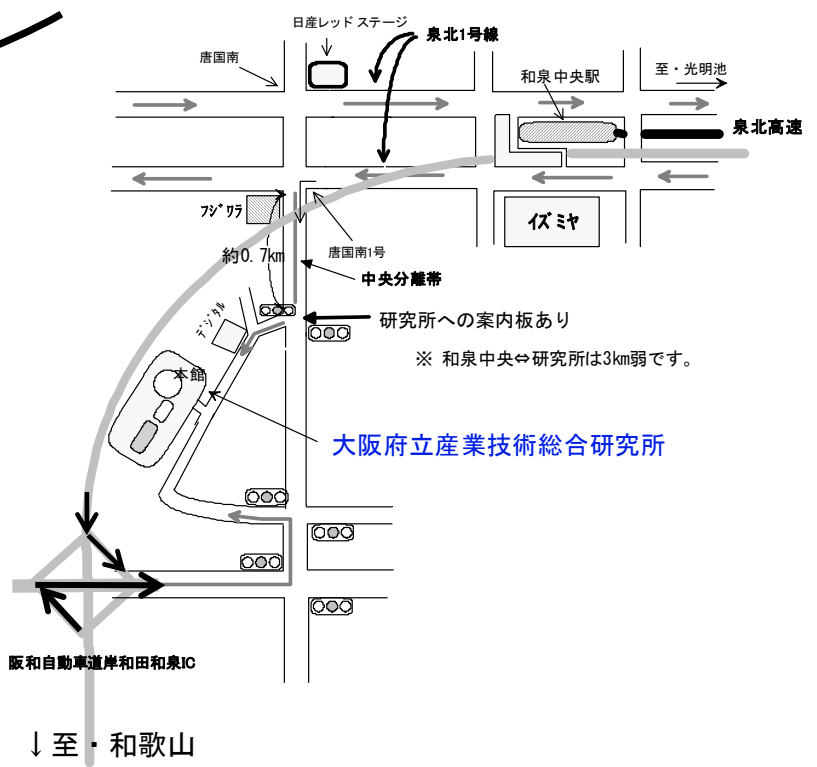 日産レッド ステージ
泉北1号線
唐国南
和泉中央駅
至・光明池
泉北高速
フジワラ
イズミヤ
約0.7km
唐国南1号
中央分離帯
デジタル
研究所への案内板あり
※ 和泉中央⇔研究所は3km弱です。
本館
大阪府立産業技術総合研究所
阪和自動車道岸和田和泉IC
↓至・和歌山